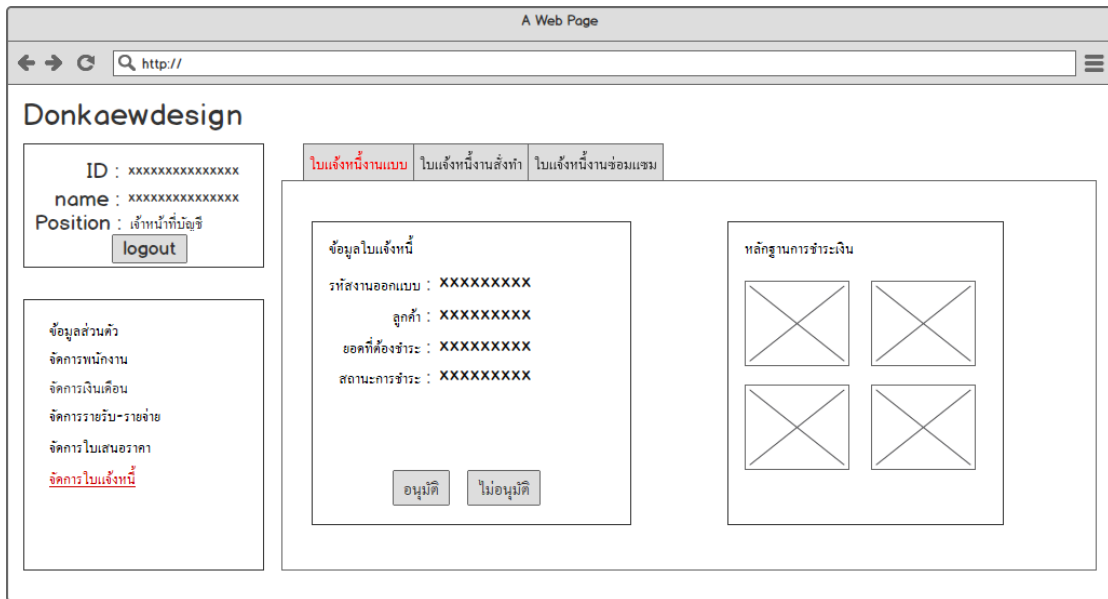 A Web Page
http://
Donkaewdesign
ID : xxxxxxxxxxxxxxx
name : xxxxxxxxxxxxxxx
Position : เจ้าหน้าที่บัญชี
logout
ข้อมูลส่วนตัว
จัดการพนักงาน
จัดการเงินเดือน
จัดการรายรับ-รายจ่าย
จัดการใบเสนอราคา
จัดการใบแจ้งหนี้
ใบแจ้งหนี้งานแบบ ใบแจ้งหนี้งานสั่งทำ ใบแจ้งหนี้งานซ่อมแซม
ข้อมูลใบแจ้งหนี้
รหัสงานออกแบบ : XXXXXXXXX
ลูกค้า : XXXXXXXXX
ยอดที่ต้องชำระ : XXXXXXXXX
สถานะการชำระ : XXXXXXXXX
อนุมัติ ไม่อนุมัติ
หลักฐานการชำระเงิน